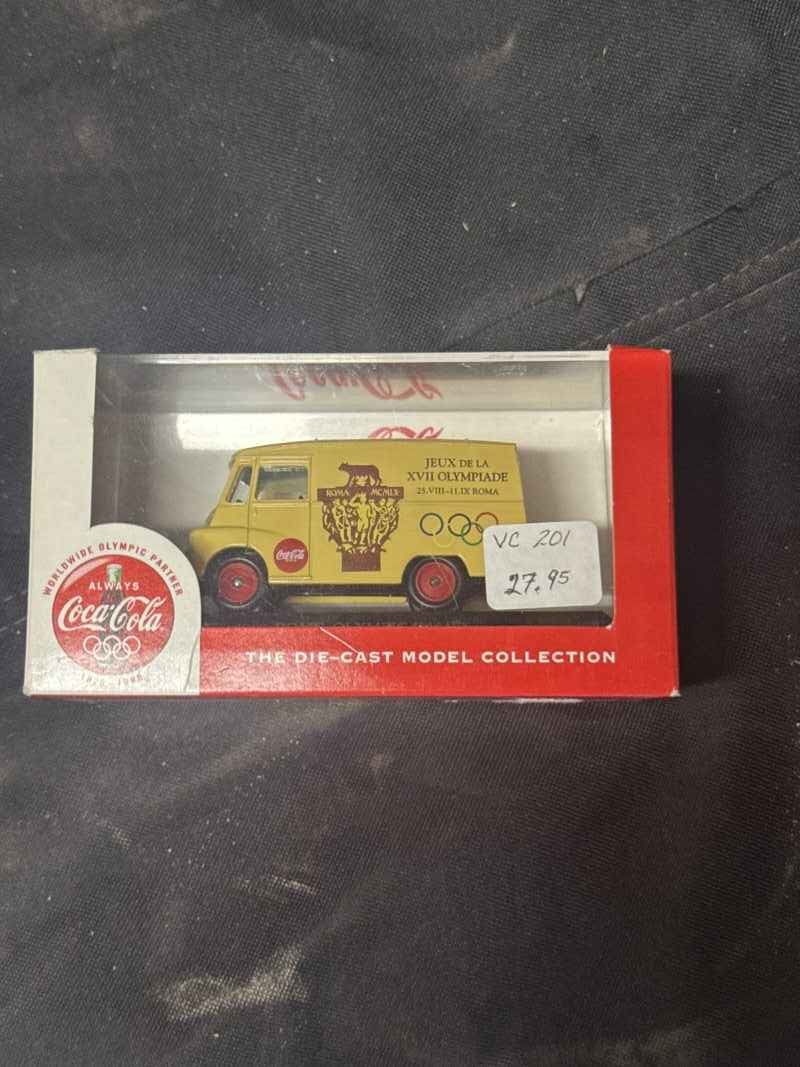 JEUX DE LA
XVII OLYMPIADE
25.VIII-11.IX ROMA
ROMA MCMLX
Coca-Cola
VC 201
27.95
WORLDWIDE OLYMPIC PARTNER
ALWAYS
Coca-Cola
THE DIE-CAST MODEL COLLECTION